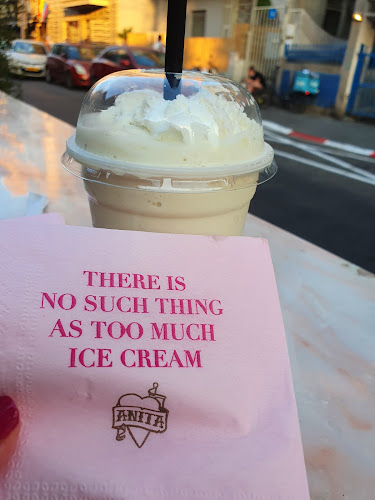 THERE IS
NO SUCH THING
AS TOO MUCH
ICE CREAM
ANITA